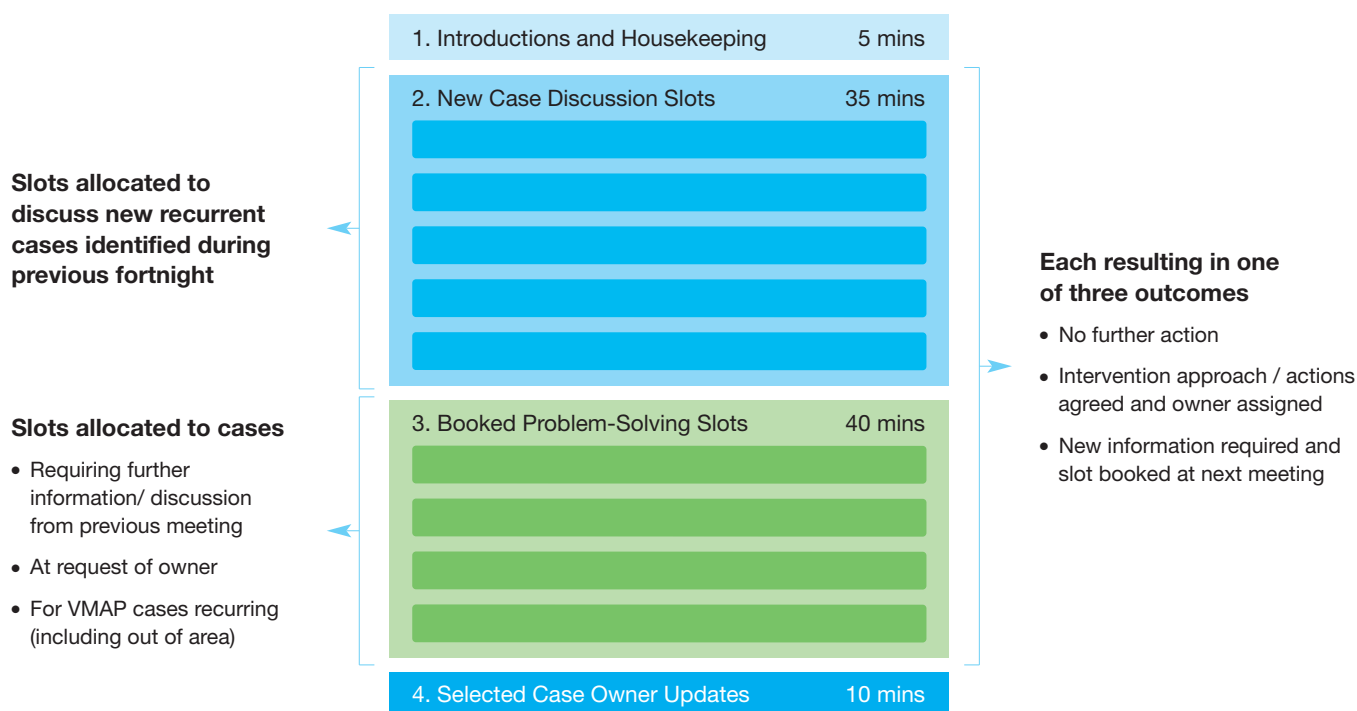 1. Introductions and Housekeeping 5 mins
2. New Case Discussion Slots 35 mins
Slots allocated to
discuss new recurrent
cases identified during
previous fortnight
3. Booked Problem-Solving Slots 40 mins
Slots allocated to cases
• Requiring further
information/ discussion
from previous meeting
• At request of owner
• For VMAP cases recurring
(including out of area)
4. Selected Case Owner Updates 10 mins
Each resulting in one
of three outcomes
• No further action
• Intervention approach / actions
agreed and owner assigned
• New information required and
slot booked at next meeting